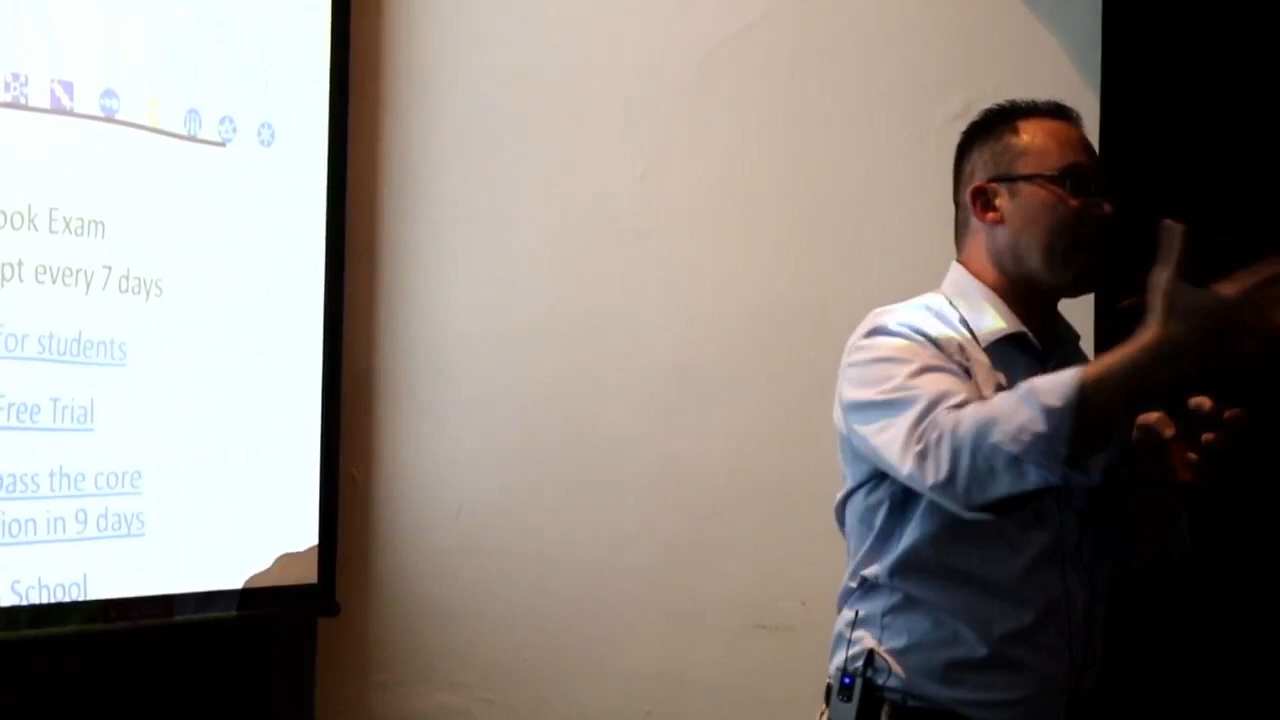 ook Exam
pt every 7 days
for students
Free Trial
pass the core
ion in 9 days
School